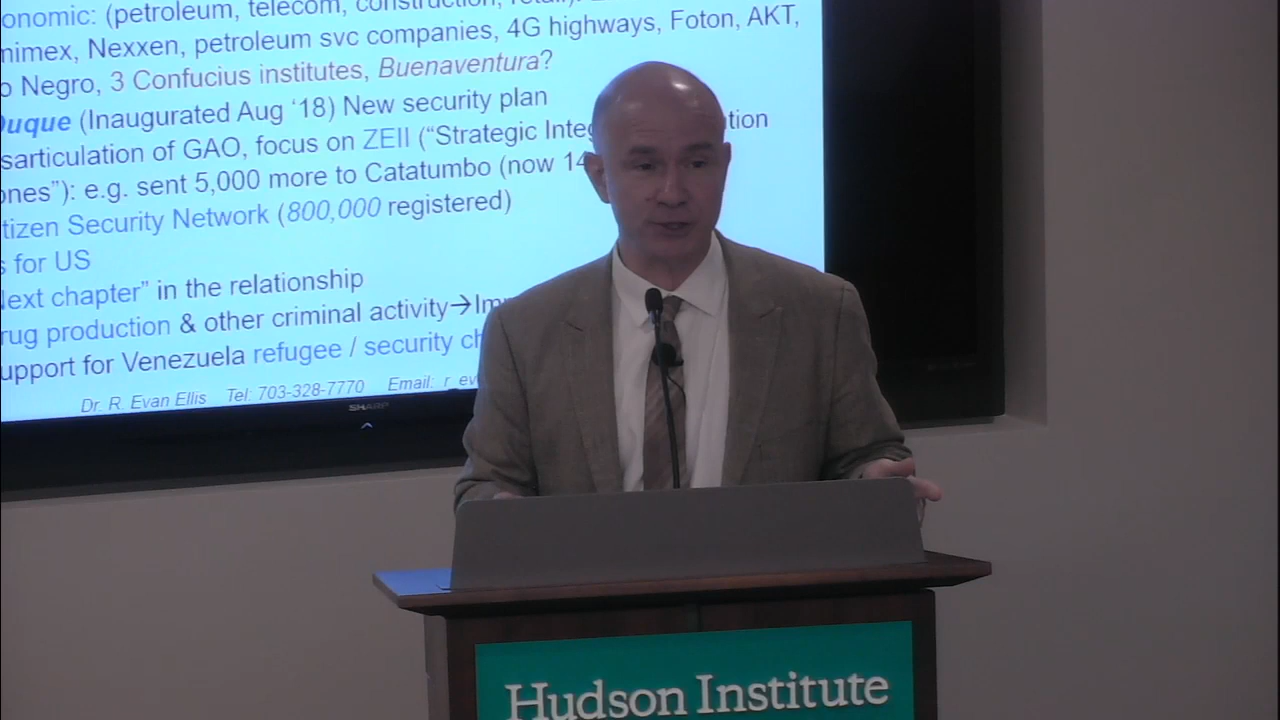 onomic: (petroleum, telecom, construction, retail):
nimex, Nexxen, petroleum svc companies, 4G highways, Foton, AKT,
o Negro, 3 Confucius institutes, Buenaventura?
Duque (Inaugurated Aug ‘18) New security plan
sarticulation of GAO, focus on ZEII (“Strategic Integ tion
ones”): e.g. sent 5,000 more to Catatumbo (now 14
tizen Security Network (800,000 registered)
s for US
Next chapter” in the relationship
rug production & other criminal activity→Im
upport for Venezuela refugee / security ch
Dr. R. Evan Ellis Tel: 703-328-7770 Email: r_ev
SHARP
Hudson Institute